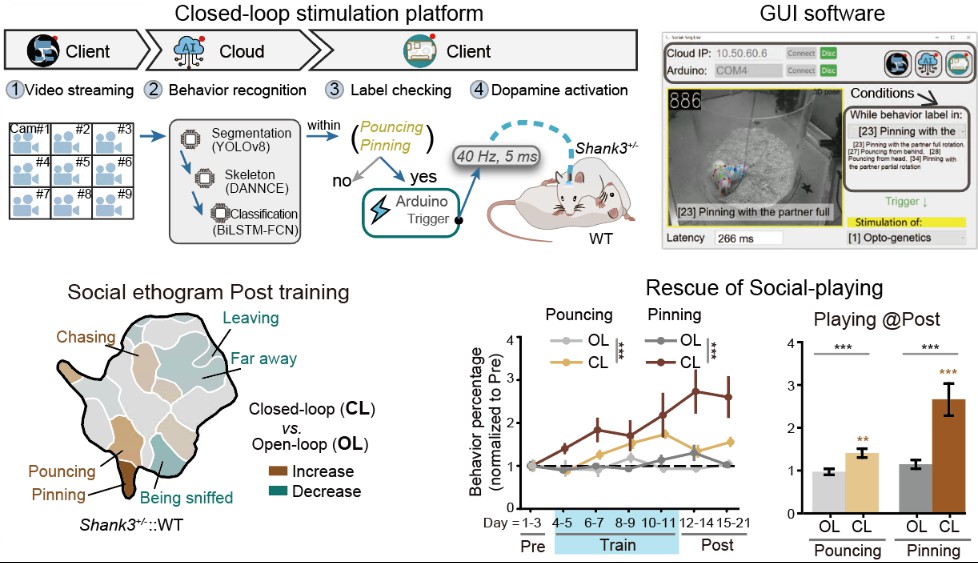 Closed-loop stimulation platform
Client
Cloud
Client
AI
1 Video streaming
2 Behavior recognition
3 Label checking
4 Dopamine activation
Cam#1
#2
#3
#4
#5
#6
#7
#8
#9
Segmentation
(YOLOv8)
Skeleton
(DANNCE)
Classification
(BiLSTM-FCN)
within
(Pouncing
Pinning)
no
yes
Arduino
Trigger
40 Hz, 5 ms
Shank3+/-
WT
GUI software
Cloud IP: 10.50.60.6 Connect Disc
Arduino: COM4 Connect Disc
AI
886
3D pose
[23] Pinning with the partner full
Latency 266 ms
Conditions
While behavior label in:
[23] Pinning with the
[23] Pinning with the partner full rotation,
[27] Pouncing from behind, [28]
Pouncing from head, [34] Pinning with
the partner partial rotation
Trigger ↓
Stimulation of:
[1] Opto-genetics
Social ethogram Post training
Chasing
Leaving
Far away
Pouncing
Pinning
Being sniffed
Shank3+/-::WT
Closed-loop (CL)
vs.
Open-loop (OL)
Increase
Decrease
Rescue of Social-playing
Pouncing
OL
CL
***
Pinning
OL
CL
***
Behavior percentage
(normalized to Pre)
4
3
2
1
0
Day = 1-3 4-5 6-7 8-9 10-11 12-14 15-21
Pre
Train
Post
Playing @Post
4
3
2
1
0
***
***
**
***
OL CL OL CL
Pouncing
Pinning